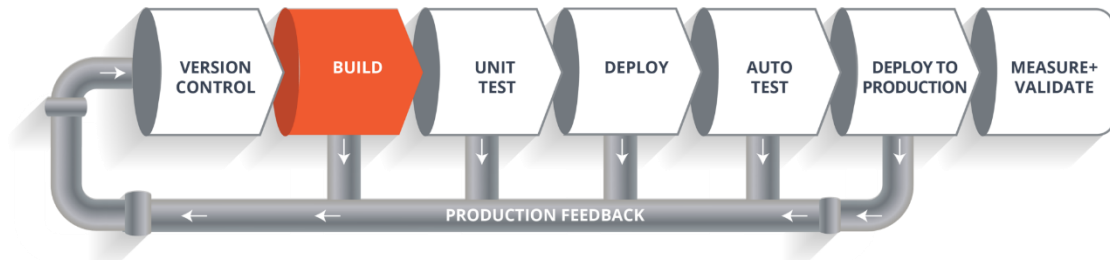 VERSION
CONTROL
BUILD
UNIT
TEST
DEPLOY
AUTO
TEST
DEPLOY TO
PRODUCTION
MEASURE+
VALIDATE
PRODUCTION FEEDBACK